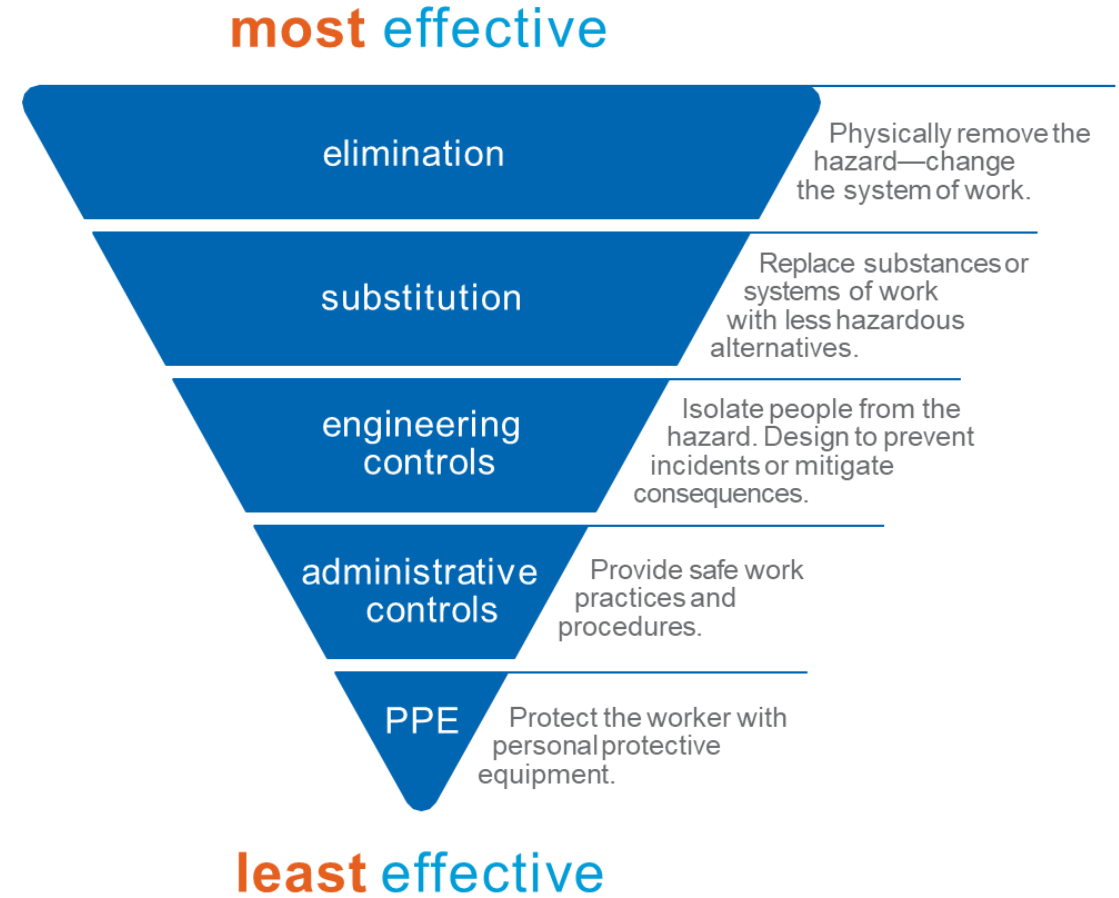 most effective
elimination
Physically remove the
hazard—change
the system of work.
substitution
Replace substances or
systems of work
with less hazardous
alternatives.
engineering
controls
Isolate people from the
hazard. Design to prevent
incidents or mitigate
consequences.
administrative
controls
Provide safe work
practices and
procedures.
PPE
Protect the worker with
personal protective
equipment.
least effective